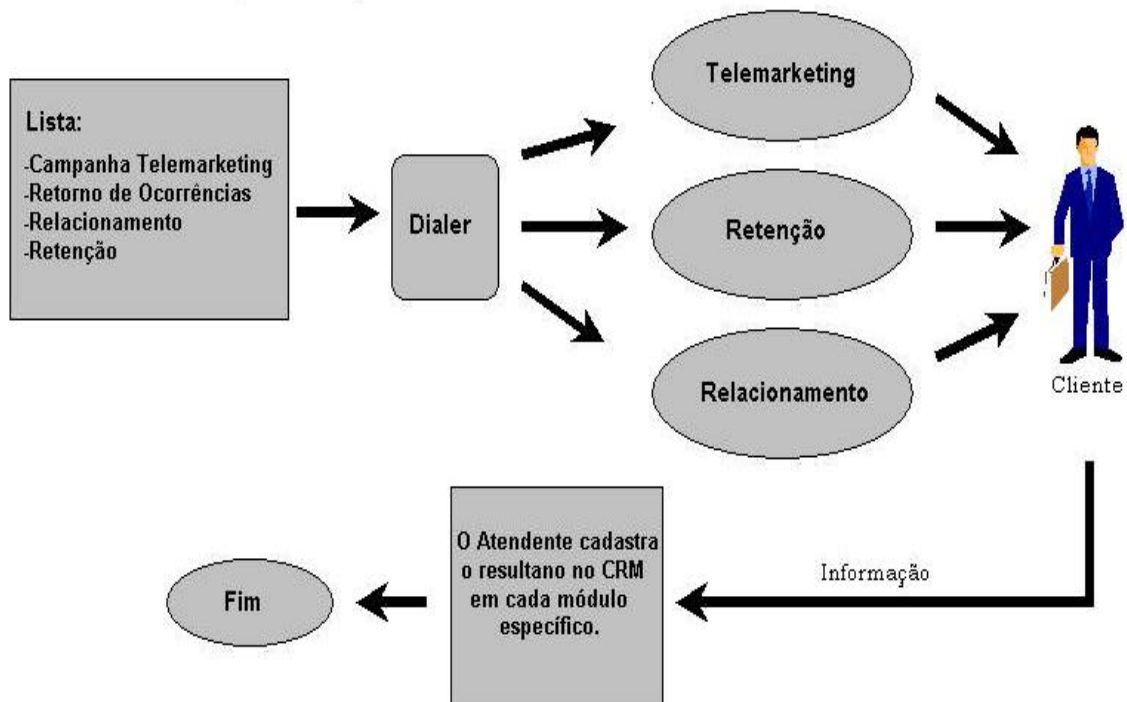 Lista:
-Campanha Telemarketing
-Retorno de Ocorrências
-Relacionamento
-Retenção
Dialer
Telemarketing
Retenção
Relacionamento
Cliente
Informação
O Atendente cadastra
o resultano no CRM
em cada módulo
específico.
Fim